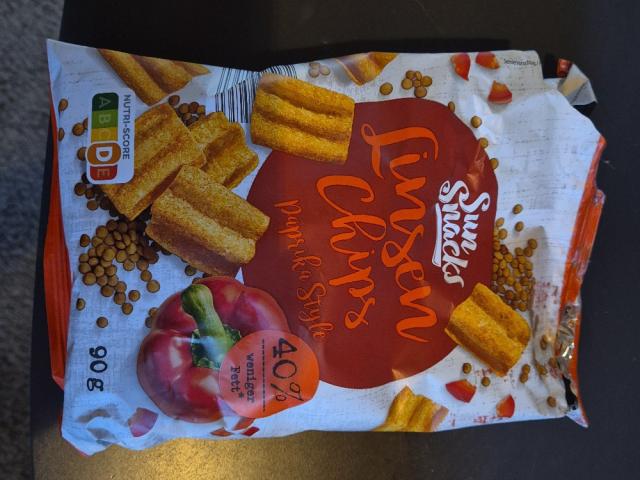 Sun
Snacks
Linsen
Chips
Paprika Style
40%
weniger
Fett*
NUTRI-SCORE
A B C D E
90 g